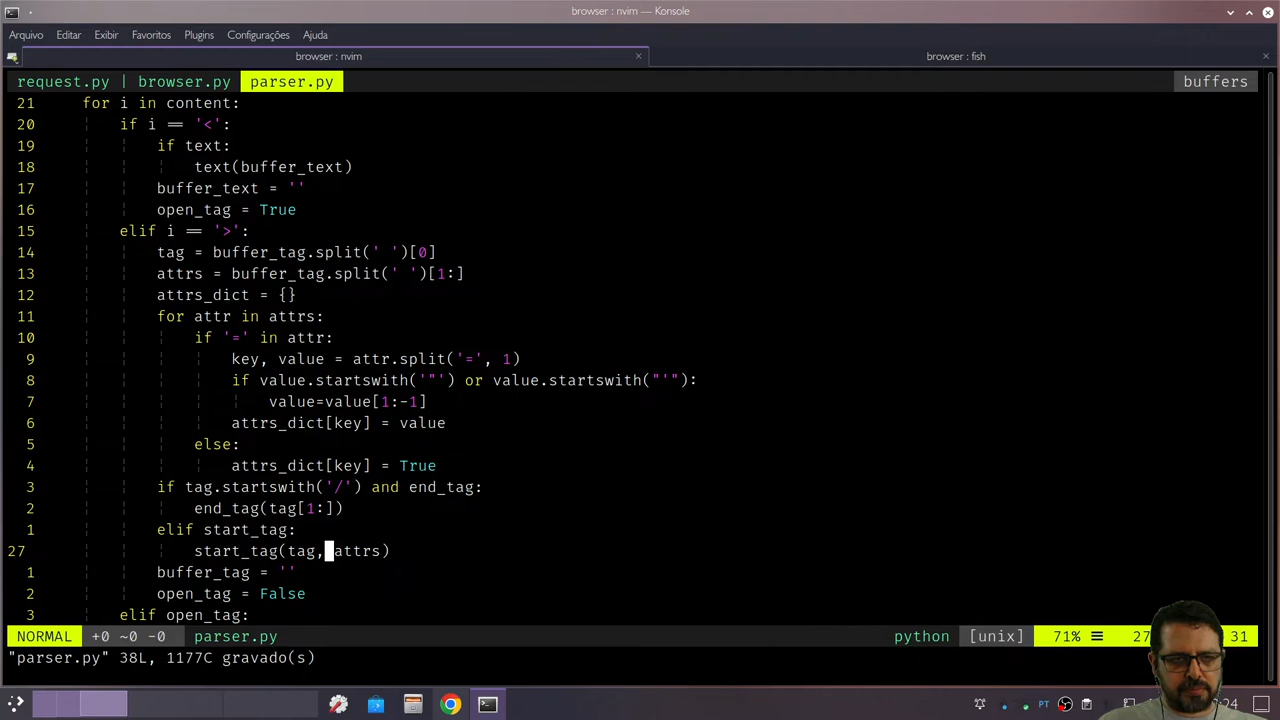 browser : nvim — Konsole
Arquivo Editar Exibir Favoritos Plugins Configurações Ajuda
browser : nvim browser : fish
request.py | browser.py parser.py buffers
21 for i in content:
20 if i == '<':
19 if text:
18 text(buffer_text)
17 buffer_text = ''
16 open_tag = True
15 elif i == '>':
14 tag = buffer_tag.split(' ')[0]
13 attrs = buffer_tag.split(' ')[1:]
12 attrs_dict = {}
11 for attr in attrs:
10 if '=' in attr:
9 key, value = attr.split('=', 1)
8 if value.startswith('"') or value.startswith("'"):
7 value=value[1:-1]
6 attrs_dict[key] = value
5 else:
4 attrs_dict[key] = True
3 if tag.startswith('/') and end_tag:
2 end_tag(tag[1:])
1 elif start_tag:
27 start_tag(tag, attrs)
1 buffer_tag = ''
2 open_tag = False
3 elif open_tag:
NORMAL +0 ~0 -0 parser.py python [unix] 71% ☰ 27 31
"parser.py" 38L, 1177C gravado(s)
PT 24